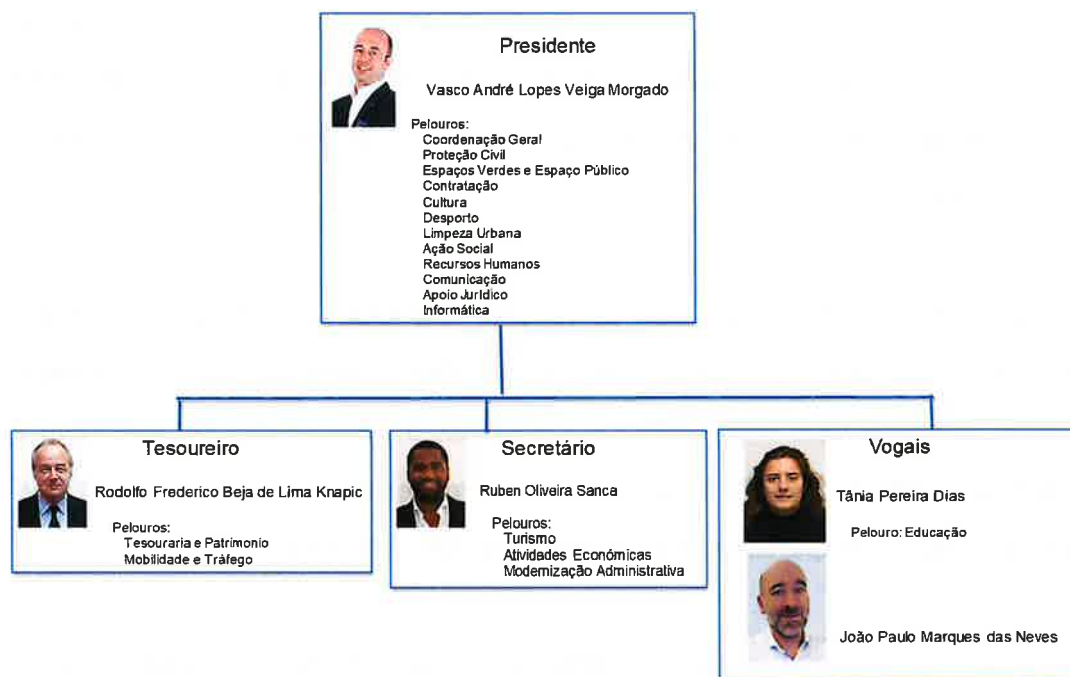 Presidente
Vasco André Lopes Veiga Morgado
Pelouros:
Coordenação Geral
Proteção Civil
Espaços Verdes e Espaço Público
Contratação
Cultura
Desporto
Limpeza Urbana
Ação Social
Recursos Humanos
Comunicação
Apoio Jurídico
Informática
Tesoureiro
Rodolfo Frederico Beja de Lima Knapic
Pelouros:
Tesouraria e Património
Mobilidade e Tráfego
Secretário
Ruben Oliveira Sanca
Pelouros:
Turismo
Atividades Económicas
Modernização Administrativa
Vogais
Tânia Pereira Dias
Pelouro: Educação
João Paulo Marques das Neves